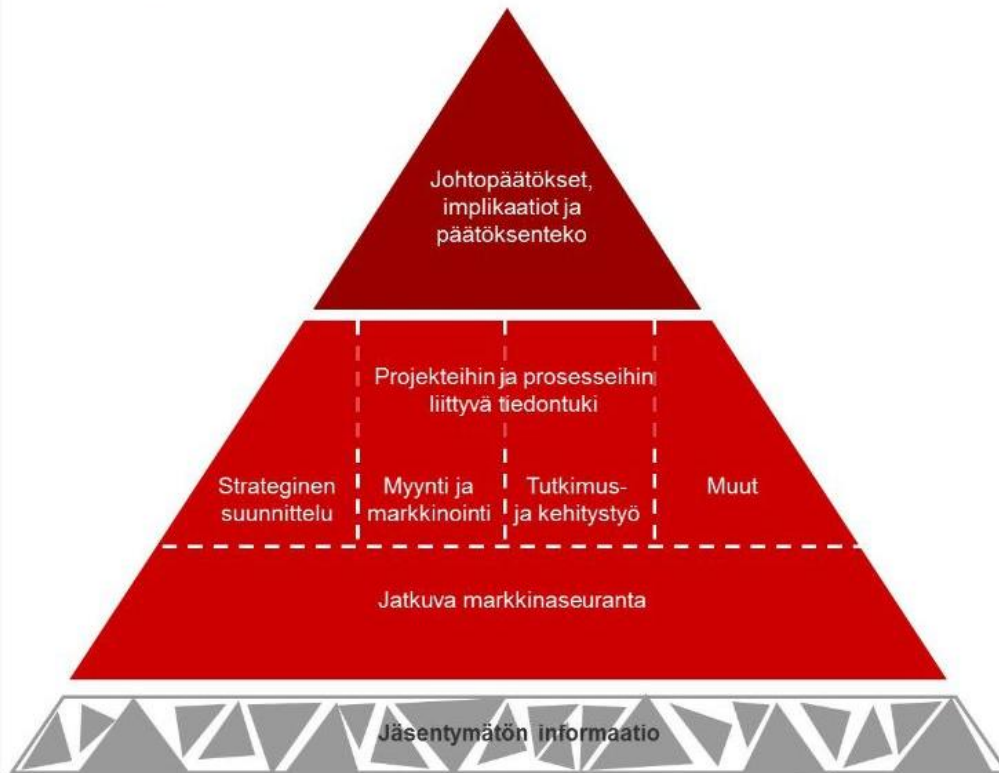 Johtopäätökset,
implikaatiot ja
päätöksenteko
Projekteihin ja prosesseihin
liittyvä tiedontuki
Strateginen
suunnittelu
Myynti ja
markkinointi
Tutkimus-
ja kehitystyö
Muut
Jatkuva markkinaseuranta
Jäsentymätön informaatio